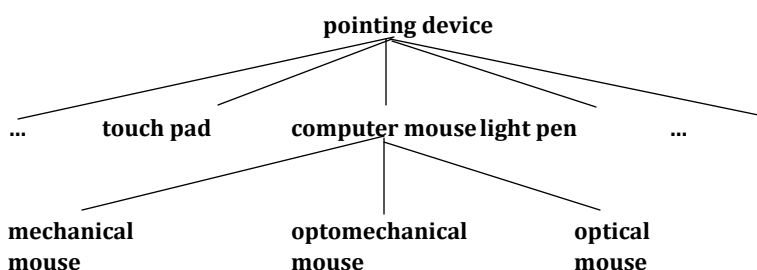 pointing device
... touch pad computer mouse light pen ...
mechanical optomechanical optical
mouse mouse mouse